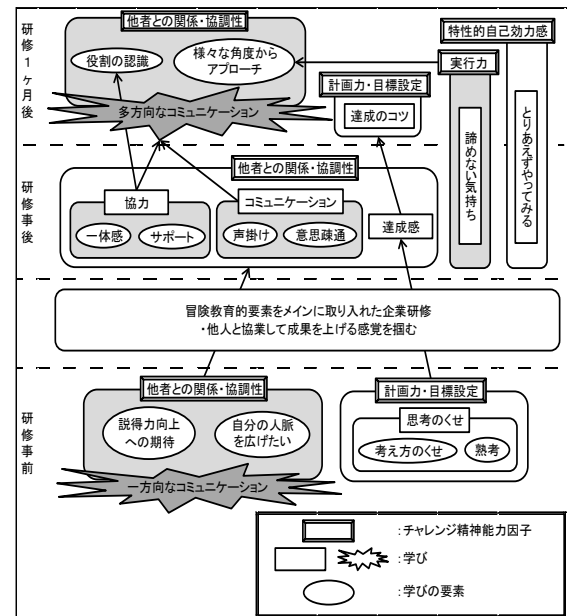 研修1ヶ月後
他者との関係・協調性
役割の認識
様々な角度から
アプローチ
多方向なコミュニケーション
計画力・目標設定
達成のコツ
特性的自己効力感
実行力
諦めない気持ち
とりあえずやってみる
研修事後
他者との関係・協調性
協力
一体感
サポート
コミュニケーション
声掛け
意思疎通
達成感
冒険教育的要素をメインに取り入れた企業研修
・他人と協業して成果を上げる感覚を掴む
研修事前
他者との関係・協調性
説得力向上
への期待
自分の人脈
を広げたい
一方向なコミュニケーション
計画力・目標設定
思考のくせ
考え方のくせ
熟考
:チャレンジ精神能力因子
:学び
:学びの要素